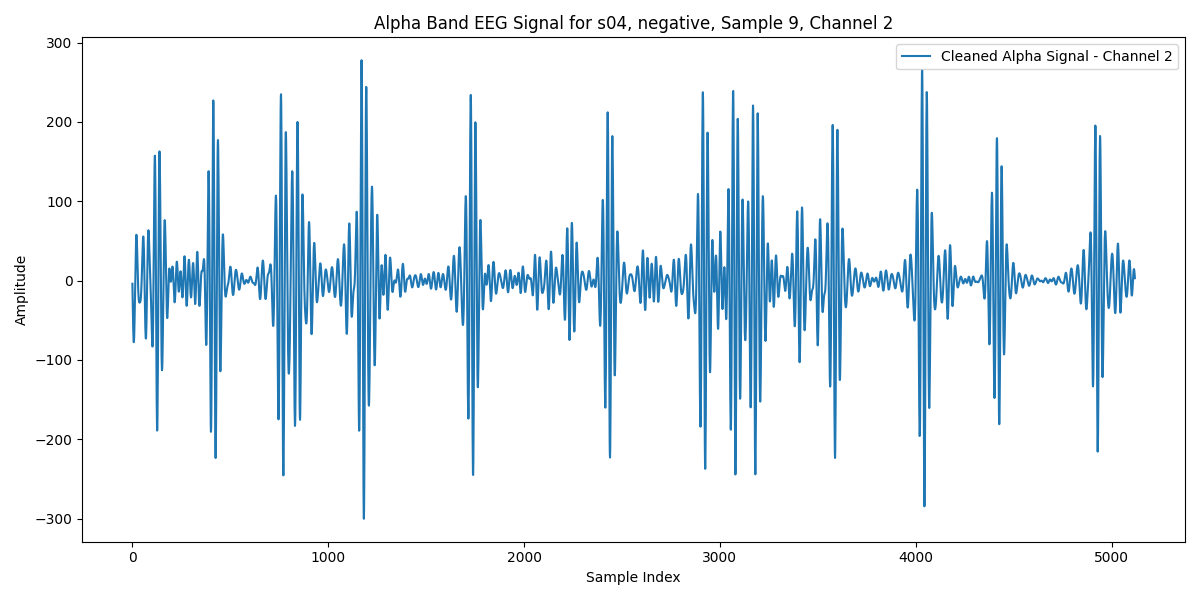 Alpha Band EEG Signal for s04, negative, Sample 9, Channel 2
Cleaned Alpha Signal - Channel 2
Amplitude
300
200
100
0
−100
−200
−300
0 1000 2000 3000 4000 5000
Sample Index